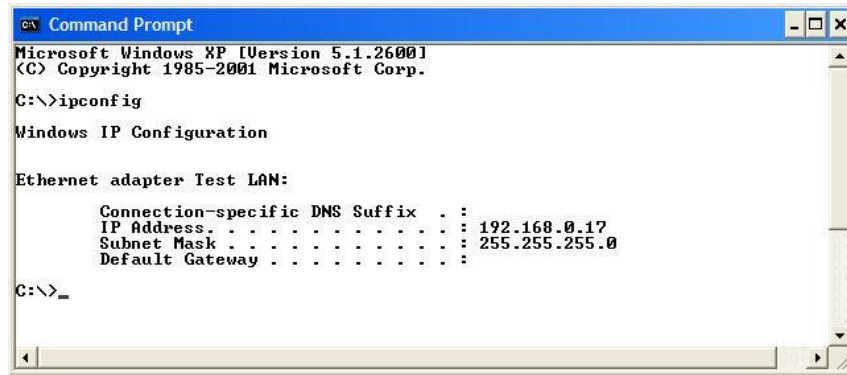 Command Prompt
Microsoft Windows XP [Version 5.1.2600]
(C) Copyright 1985-2001 Microsoft Corp.
C:\>ipconfig
Windows IP Configuration
Ethernet adapter Test LAN:
Connection-specific DNS Suffix . :
IP Address. . . . . . . . . . . . : 192.168.0.17
Subnet Mask . . . . . . . . . . . : 255.255.255.0
Default Gateway . . . . . . . . . :
C:\>_